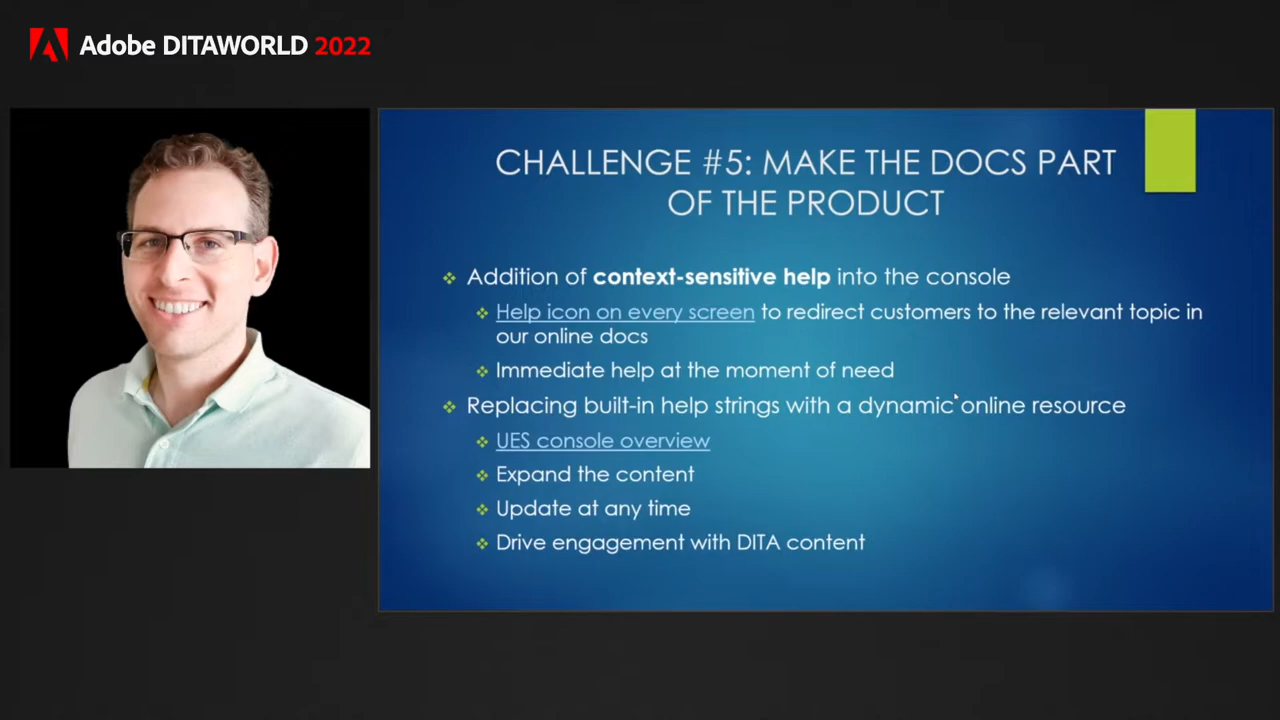 Adobe DITAWORLD 2022
CHALLENGE #5: MAKE THE DOCS PART
OF THE PRODUCT
Addition of context-sensitive help into the console
Help icon on every screen to redirect customers to the relevant topic in
our online docs
Immediate help at the moment of need
Replacing built-in help strings with a dynamic online resource
UES console overview
Expand the content
Update at any time
Drive engagement with DITA content